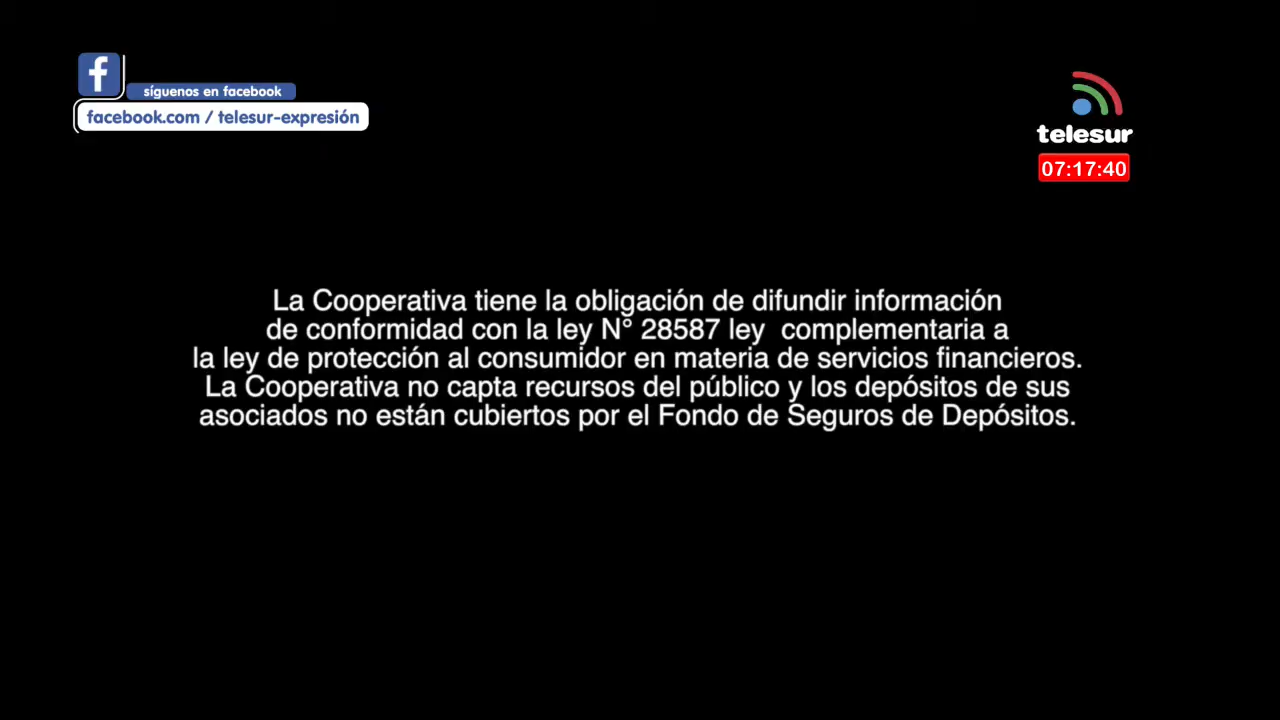 síguenos en facebook
facebook.com / telesur-expresión
telesur
07:17:40
La Cooperativa tiene la obligación de difundir información
de conformidad con la ley N° 28587 ley complementaria a
la ley de protección al consumidor en materia de servicios financieros.
La Cooperativa no capta recursos del público y los depósitos de sus
asociados no están cubiertos por el Fondo de Seguros de Depósitos.